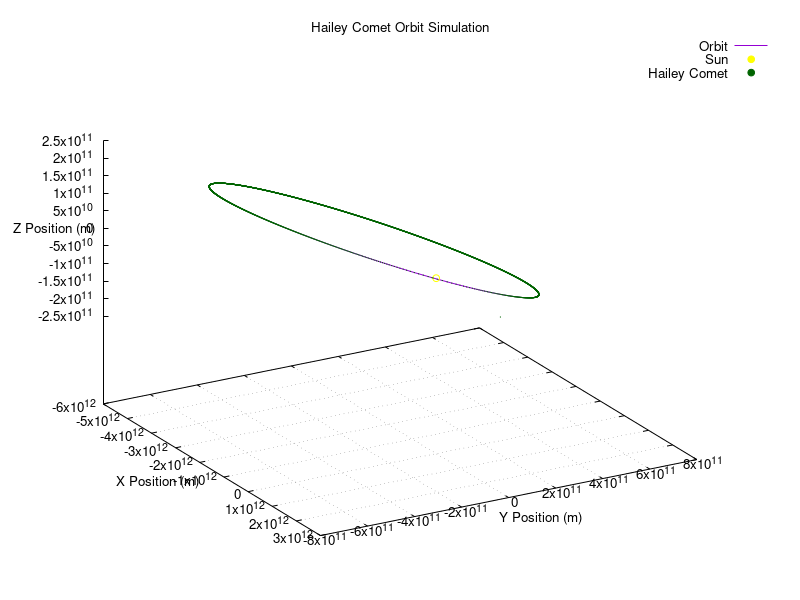 Hailey Comet Orbit Simulation
Orbit
Sun
Hailey Comet
2.5x10^11
2x10^11
1.5x10^11
1x10^11
5x10^10
0
Z Position (m)
-5x10^10
-1x10^11
-1.5x10^11
-2x10^11
-2.5x10^11
-6x10^12
-5x10^12
-4x10^12
-3x10^12
-2x10^12
-1x10^12
X Position (m)
0
1x10^12
2x10^12
3x10^12
-8x10^11
-6x10^11
-4x10^11
-2x10^11
0
2x10^11
4x10^11
6x10^11
8x10^11
Y Position (m)